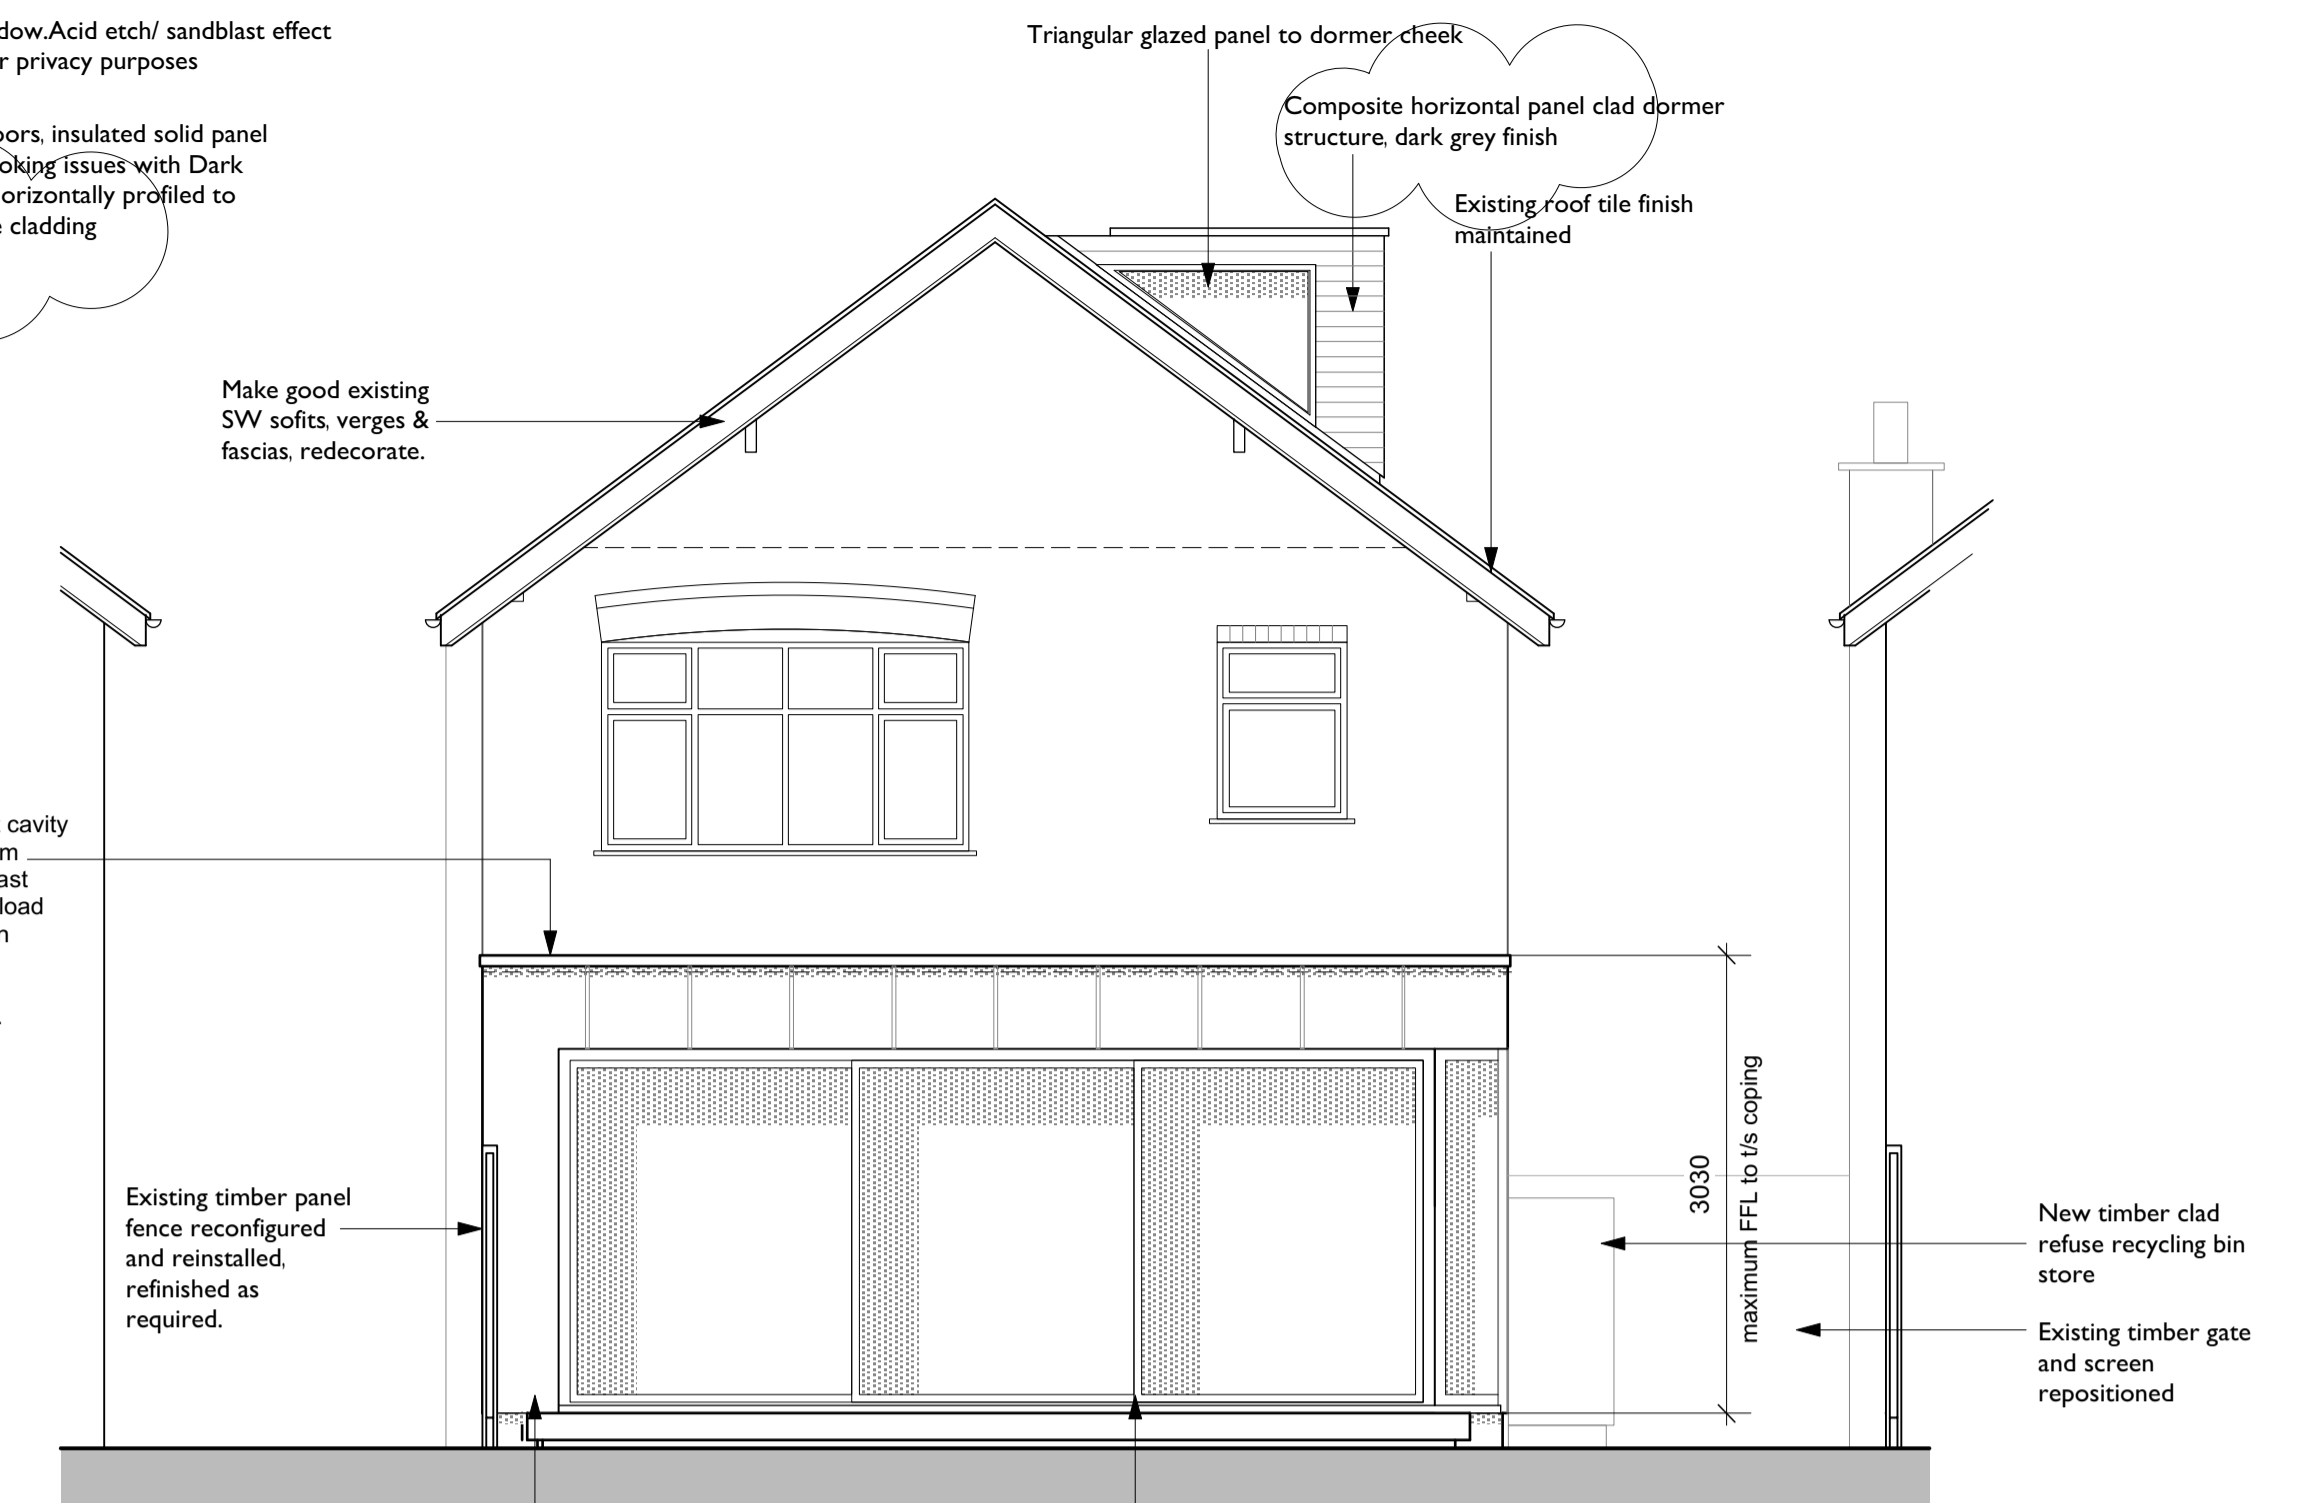 dow. Acid etch/ sandblast effect
r privacy purposes
oors, insulated solid panel
oking issues with Dark
orizontally profiled to
e cladding
Triangular glazed panel to dormer cheek
Composite horizontal panel clad dormer
structure, dark grey finish
Existing roof tile finish
maintained
Make good existing
SW sofits, verges &
fascias, redecorate.
cavity
m
ast
load
n
Existing timber panel
fence reconfigured
and reinstalled,
refinished as
required.
3030
maximum FFL to t/s coping
New timber clad
refuse recycling bin
store
Existing timber gate
and screen
repositioned